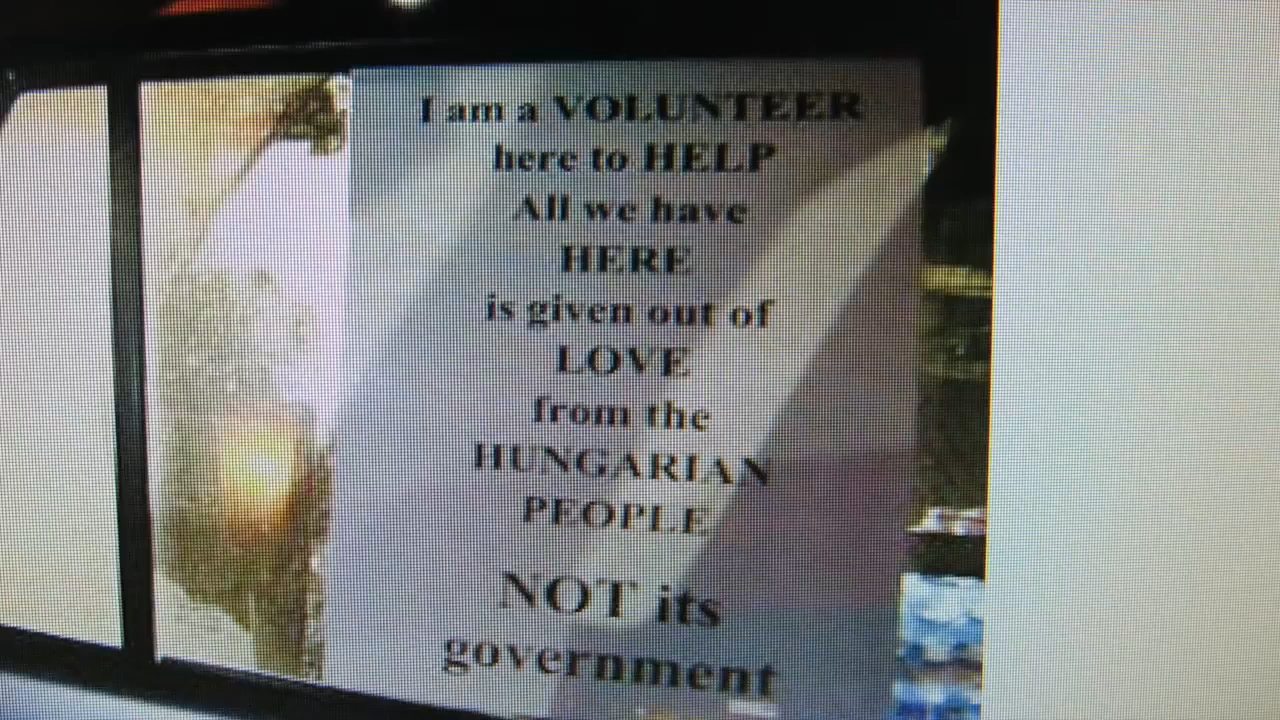 I am a VOLUNTEER
here to HELP
All we have
HERE
is given out of
LOVE
from the
HUNGARIAN
PEOPLE
NOT its
government